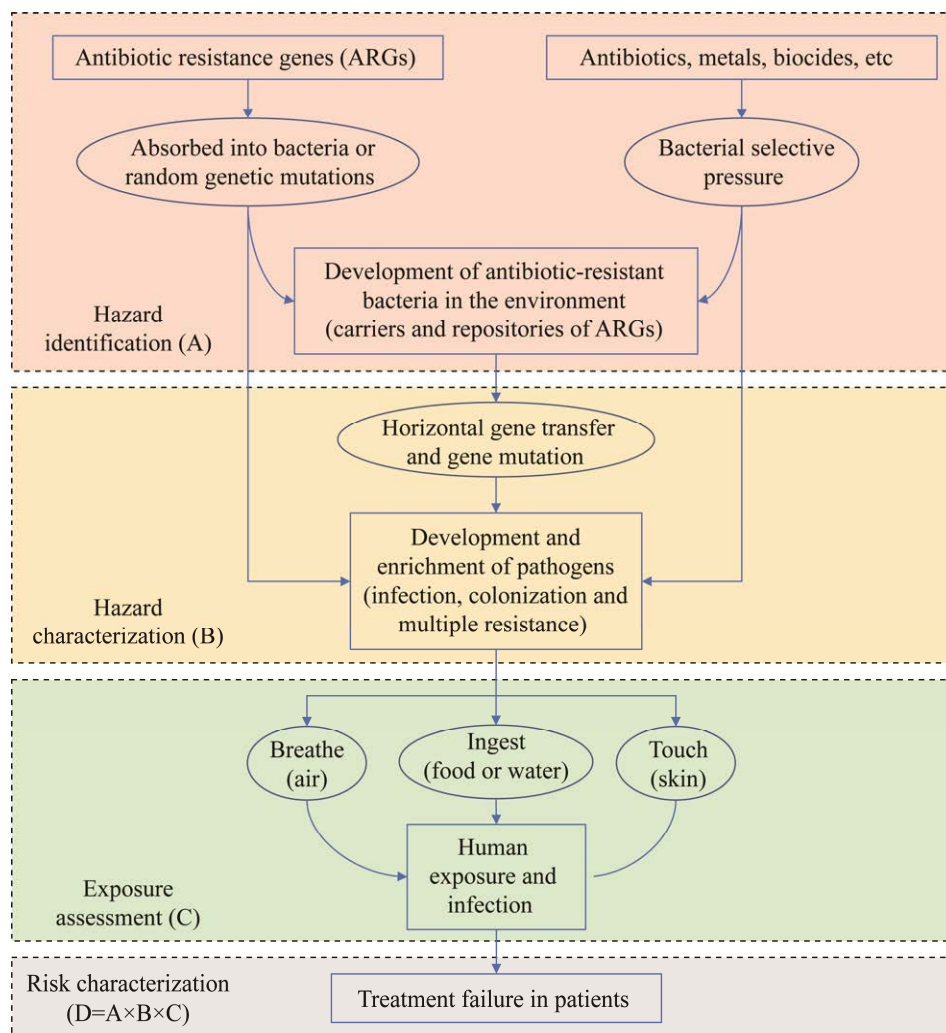 Antibiotic resistance genes (ARGs)
Antibiotics, metals, biocides, etc
Absorbed into bacteria or
random genetic mutations
Bacterial selective
pressure
Development of antibiotic-resistant
bacteria in the environment
(carriers and repositories of ARGs)
Hazard
identification (A)
Horizontal gene transfer
and gene mutation
Development and
enrichment of pathogens
(infection, colonization and
multiple resistance)
Hazard
characterization (B)
Breathe
(air)
Ingest
(food or water)
Touch
(skin)
Human
exposure and
infection
Exposure
assessment (C)
Risk characterization
(D=A×B×C)
Treatment failure in patients